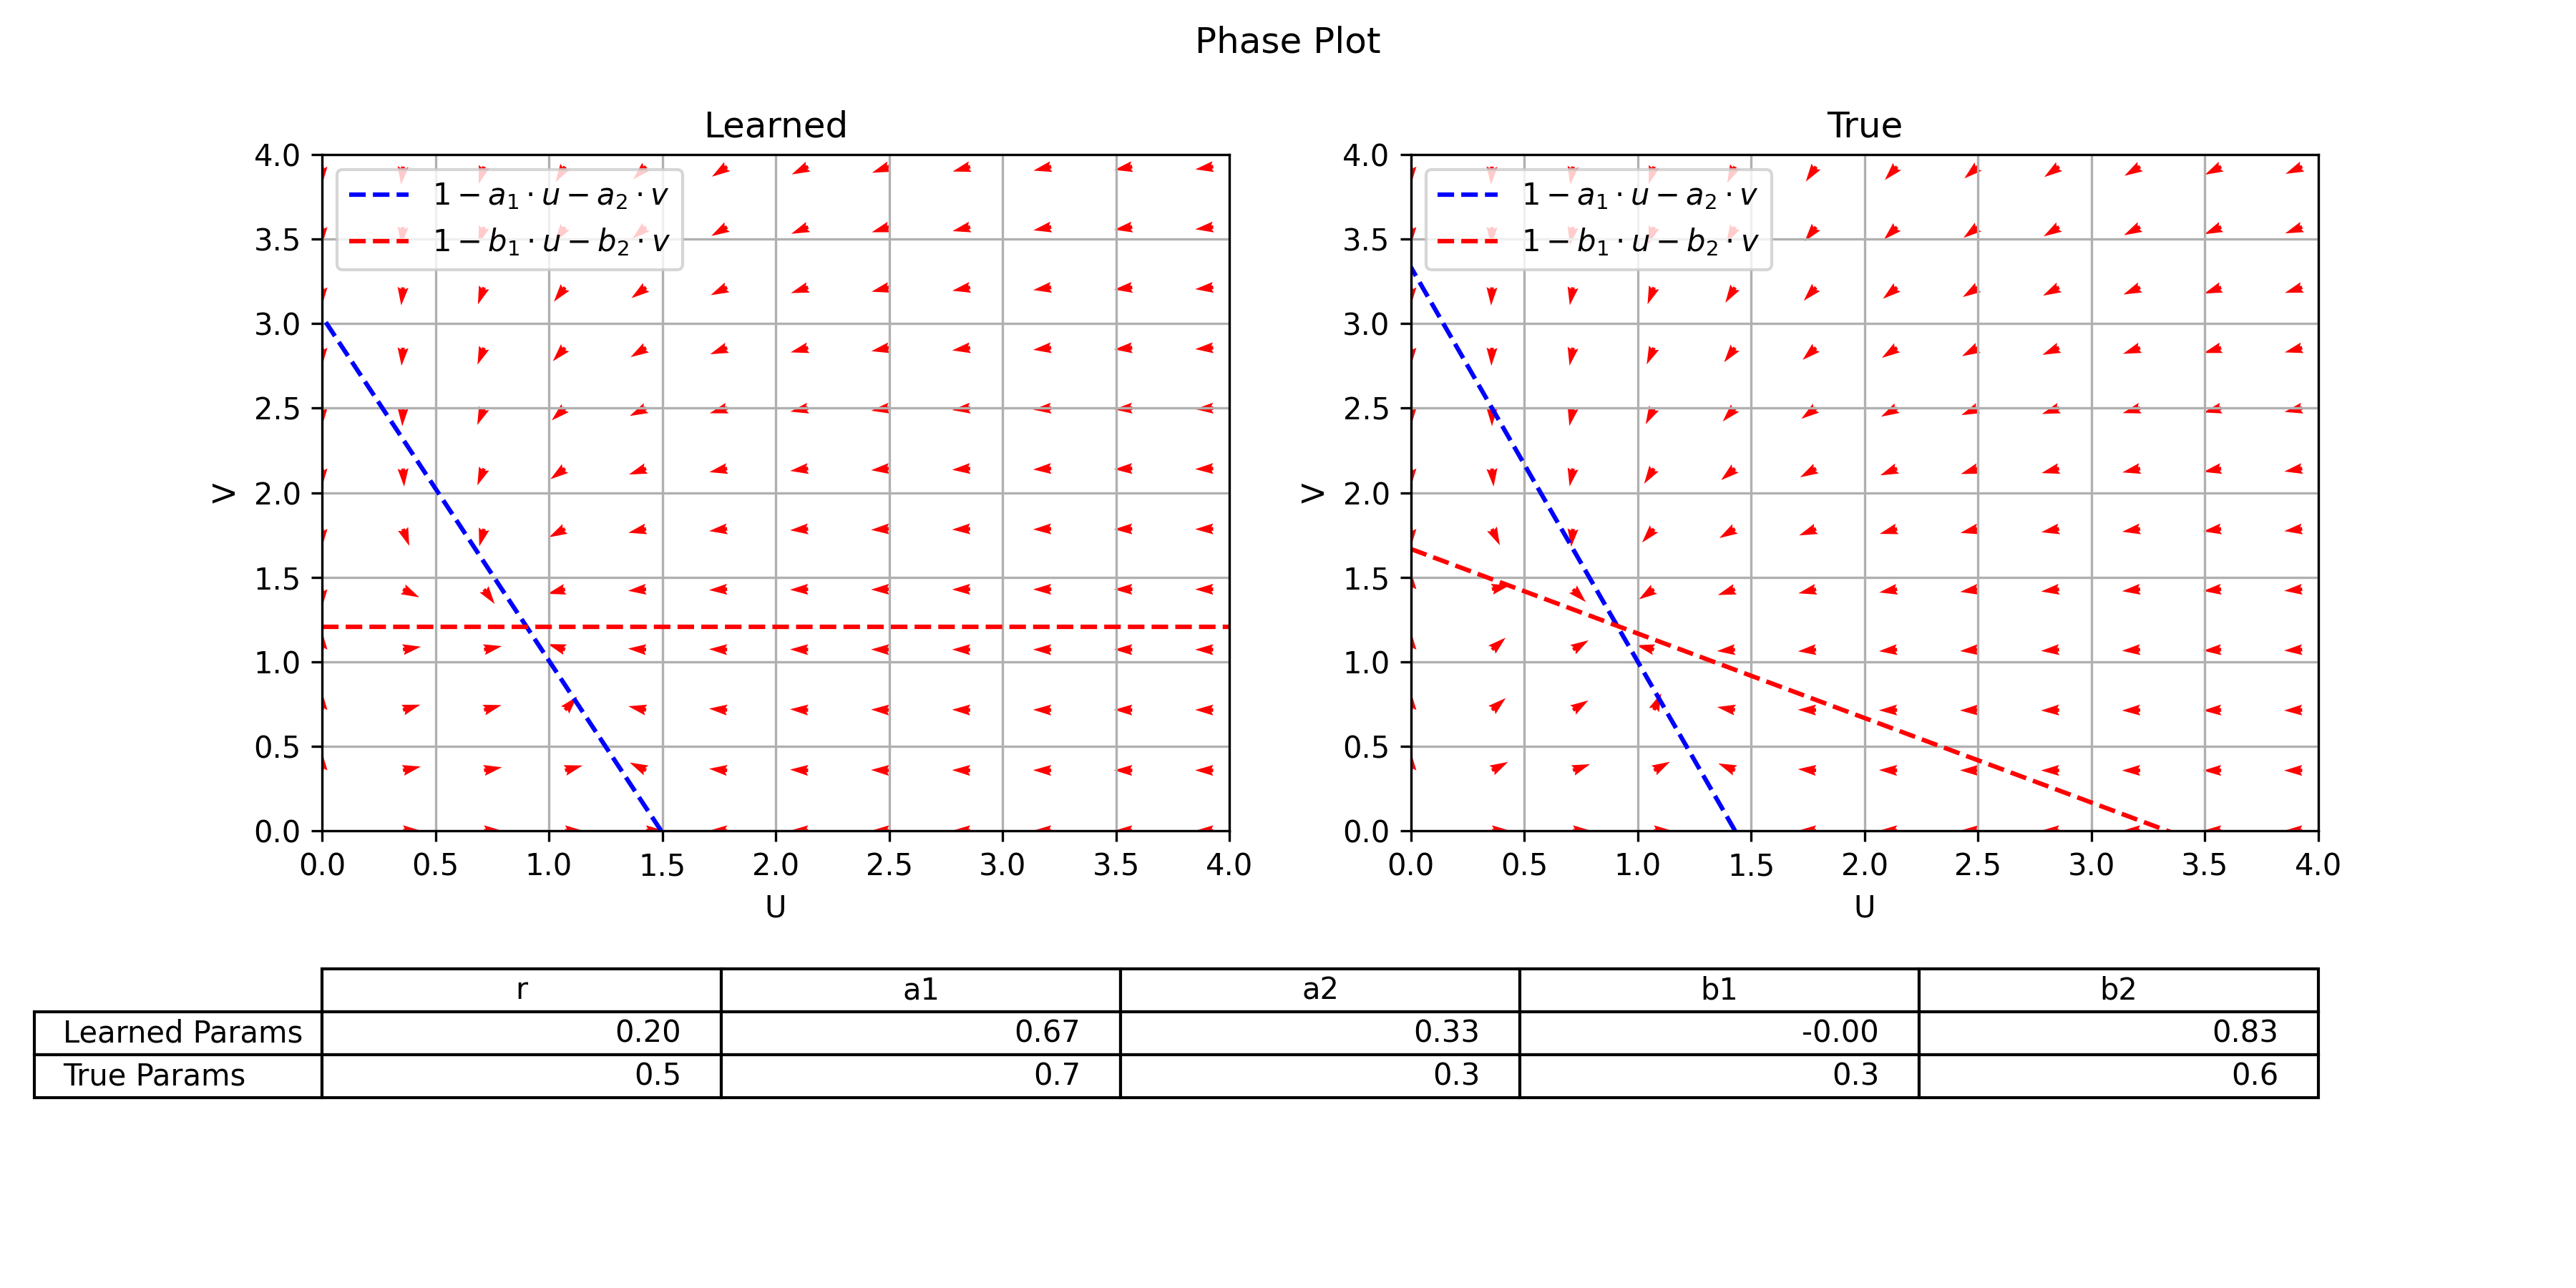 Phase Plot
Learned
4.0
3.5
3.0
2.5
2.0
1.5
1.0
0.5
0.0
V
1 − a₁ · u − a₂ · v
1 − b₁ · u − b₂ · v
0.0 0.5 1.0 1.5 2.0 2.5 3.0 3.5 4.0
U
True
4.0
3.5
3.0
2.5
2.0
1.5
1.0
0.5
0.0
V
1 − a₁ · u − a₂ · v
1 − b₁ · u − b₂ · v
0.0 0.5 1.0 1.5 2.0 2.5 3.0 3.5 4.0
U
r a1 a2 b1 b2
Learned Params 0.20 0.67 0.33 -0.00 0.83
True Params 0.5 0.7 0.3 0.3 0.6